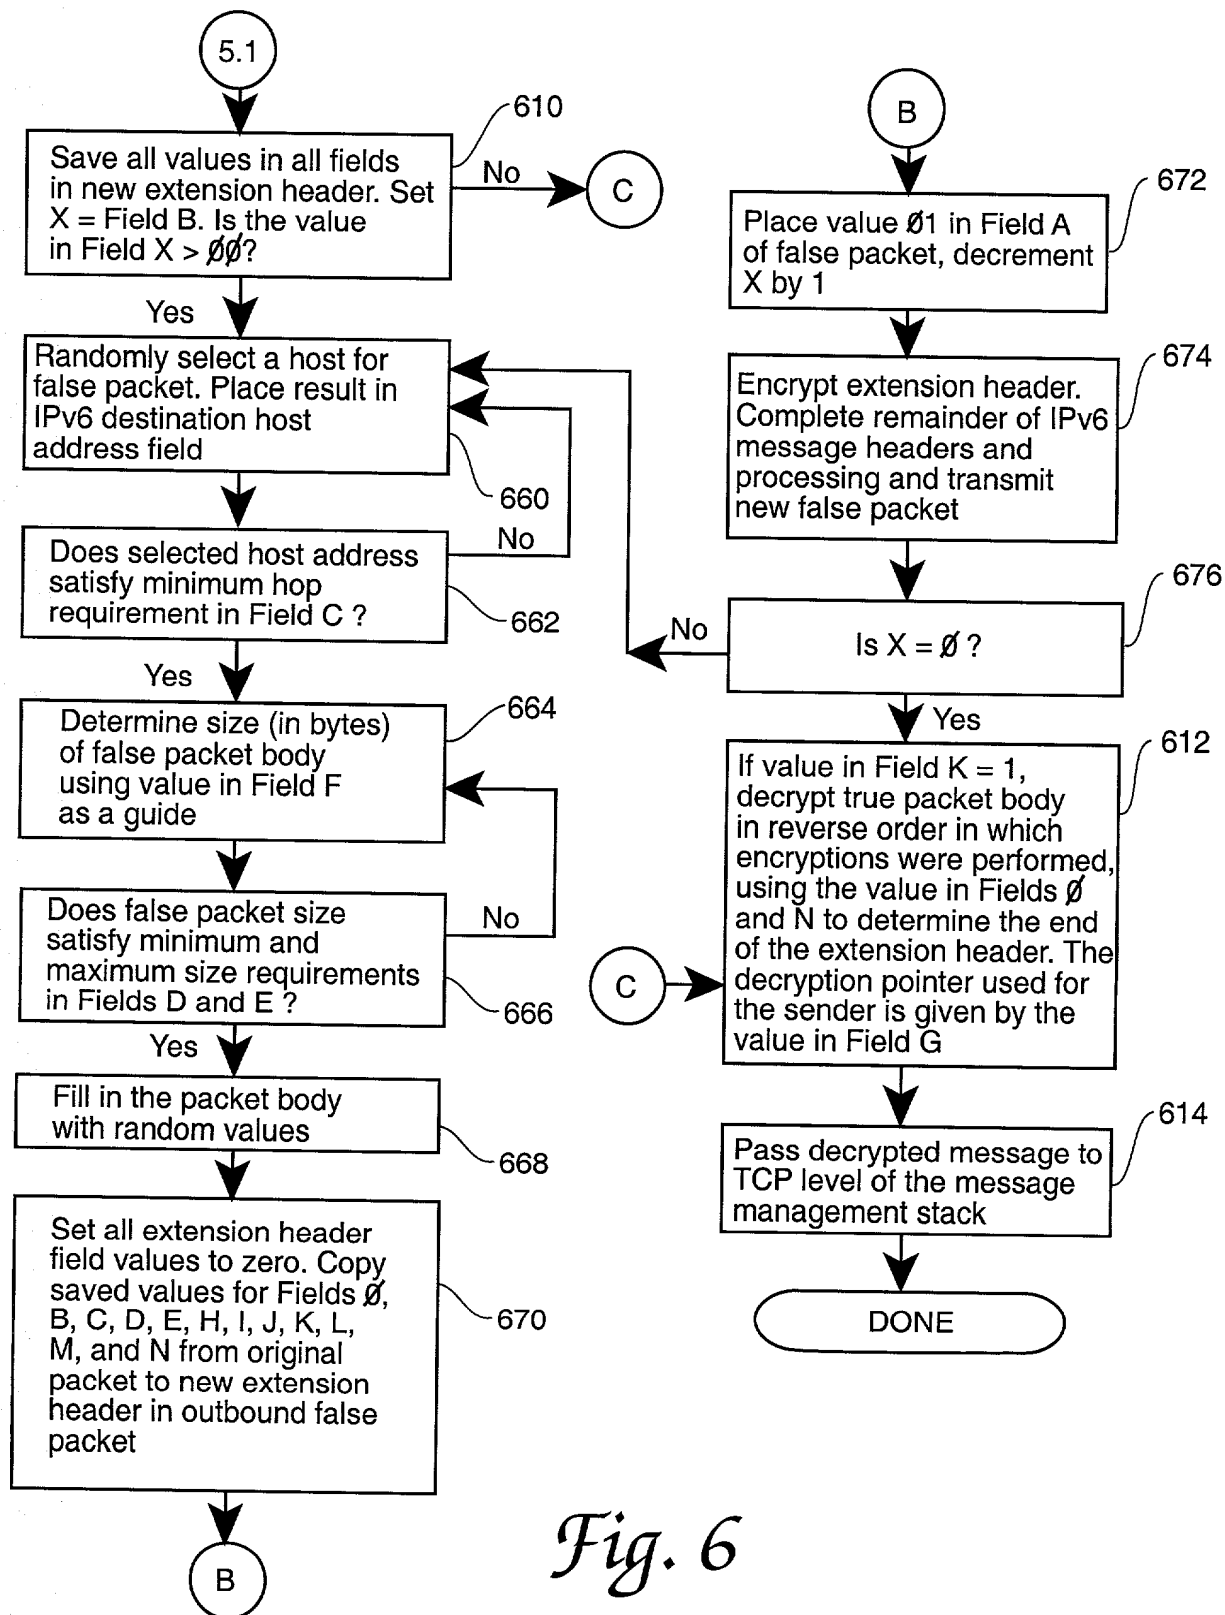 5.1
610
Save all values in all fields
in new extension header. Set
X = Field B. Is the value
in Field X > ØØ?
No
C
Yes
Randomly select a host for
false packet. Place result in
IPv6 destination host
address field
660
Does selected host address
satisfy minimum hop
requirement in Field C ?
No
662
Yes
664
Determine size (in bytes)
of false packet body
using value in Field F
as a guide
Does false packet size
satisfy minimum and
maximum size requirements
in Fields D and E ?
No
666
Yes
Fill in the packet body
with random values
668
Set all extension header
field values to zero. Copy
saved values for Fields Ø,
B, C, D, E, H, I, J, K, L,
M, and N from original
packet to new extension
header in outbound false
packet
670
B
B
672
Place value Ø1 in Field A
of false packet, decrement
X by 1
674
Encrypt extension header.
Complete remainder of IPv6
message headers and
processing and transmit
new false packet
676
Is X = Ø ?
No
Yes
612
If value in Field K = 1,
decrypt true packet body
in reverse order in which
encryptions were performed,
using the value in Fields Ø
and N to determine the end
of the extension header. The
decryption pointer used for
the sender is given by the
value in Field G
C
614
Pass decrypted message to
TCP level of the message
management stack
DONE
Fig. 6